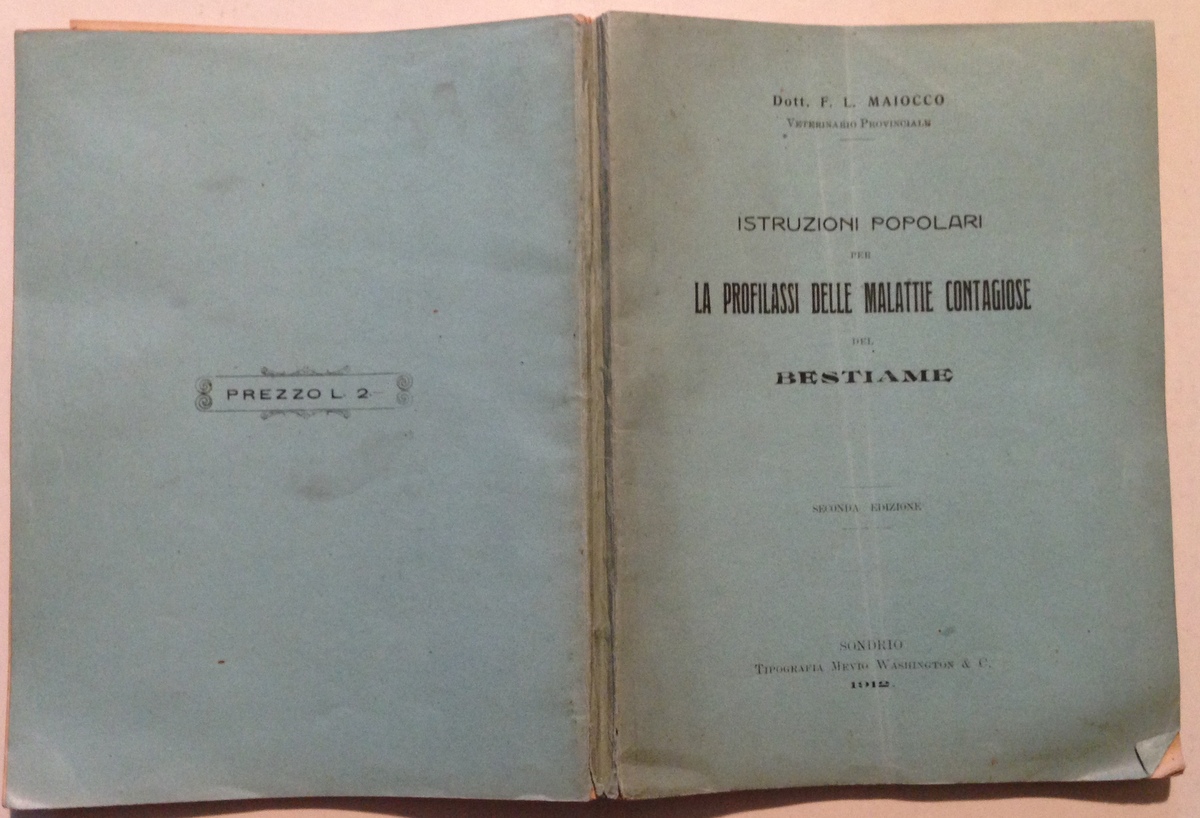 PREZZO L. 2
Dott. F. L. MAIOCCO
VETERINARIO PROVINCIALE
ISTRUZIONI POPOLARI
PER
LA PROFILASSI DELLE MALATTIE CONTAGIOSE
DEL
BESTIAME
SECONDA EDIZIONE
SONDRIO
TIPOGRAFIA MEVIO WASHINGTON & C.
1912.